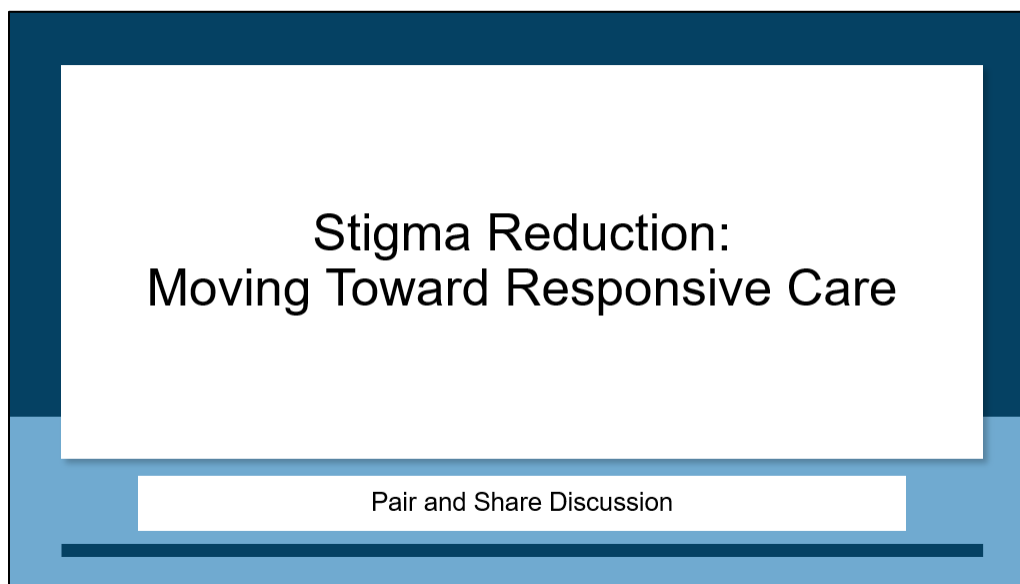 Stigma Reduction:
Moving Toward Responsive Care
Pair and Share Discussion